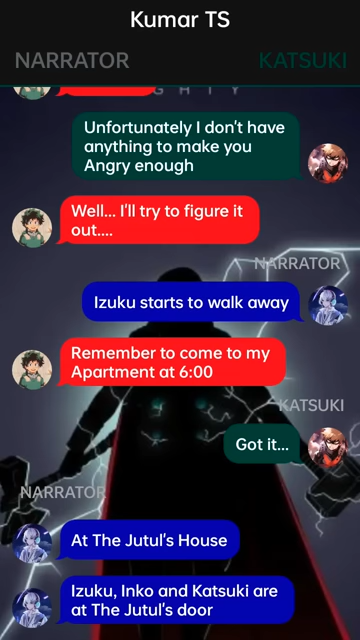 Kumar TS
NARRATOR
KATSUKI
G H T Y
Unfortunately I don't have
anything to make you
Angry enough
Well... I'll try to figure it
out....
NARRATOR
Izuku starts to walk away
Remember to come to my
Apartment at 6:00
KATSUKI
Got it...
NARRATOR
At The Jutul's House
Izuku, Inko and Katsuki are
at The Jutul's door